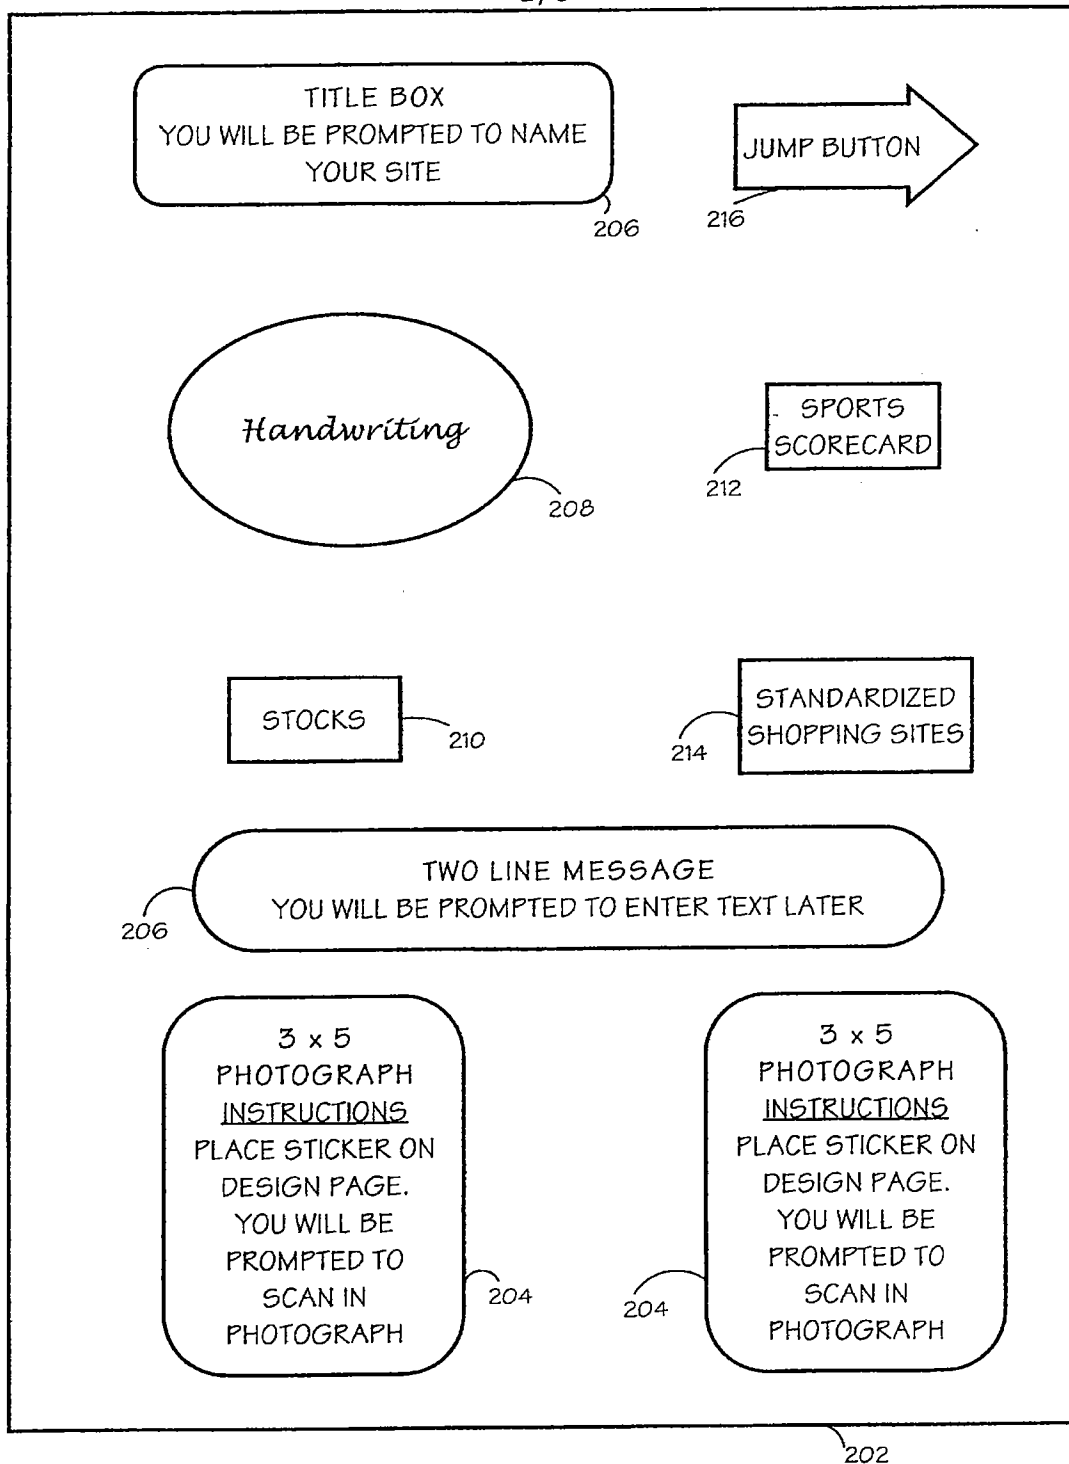 TITLE BOX
YOU WILL BE PROMPTED TO NAME
YOUR SITE
206
JUMP BUTTON
216
Handwriting
208
SPORTS
SCORECARD
212
STOCKS
210
STANDARDIZED
SHOPPING SITES
214
TWO LINE MESSAGE
YOU WILL BE PROMPTED TO ENTER TEXT LATER
206
3 x 5
PHOTOGRAPH
INSTRUCTIONS
PLACE STICKER ON
DESIGN PAGE.
YOU WILL BE
PROMPTED TO
SCAN IN
PHOTOGRAPH
204
3 x 5
PHOTOGRAPH
INSTRUCTIONS
PLACE STICKER ON
DESIGN PAGE.
YOU WILL BE
PROMPTED TO
SCAN IN
PHOTOGRAPH
204
202